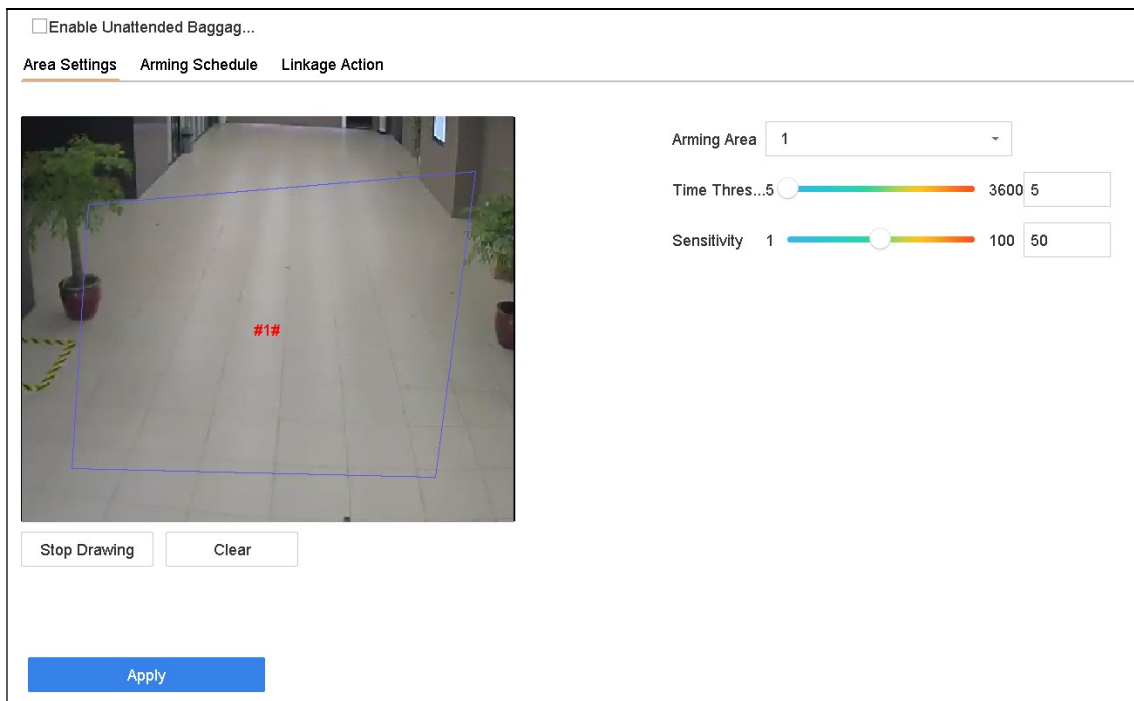 Enable Unattended Baggag...
Area Settings Arming Schedule Linkage Action
Arming Area 1
Time Thres...5 3600 5
Sensitivity 1 100 50
#1#
Stop Drawing Clear
Apply